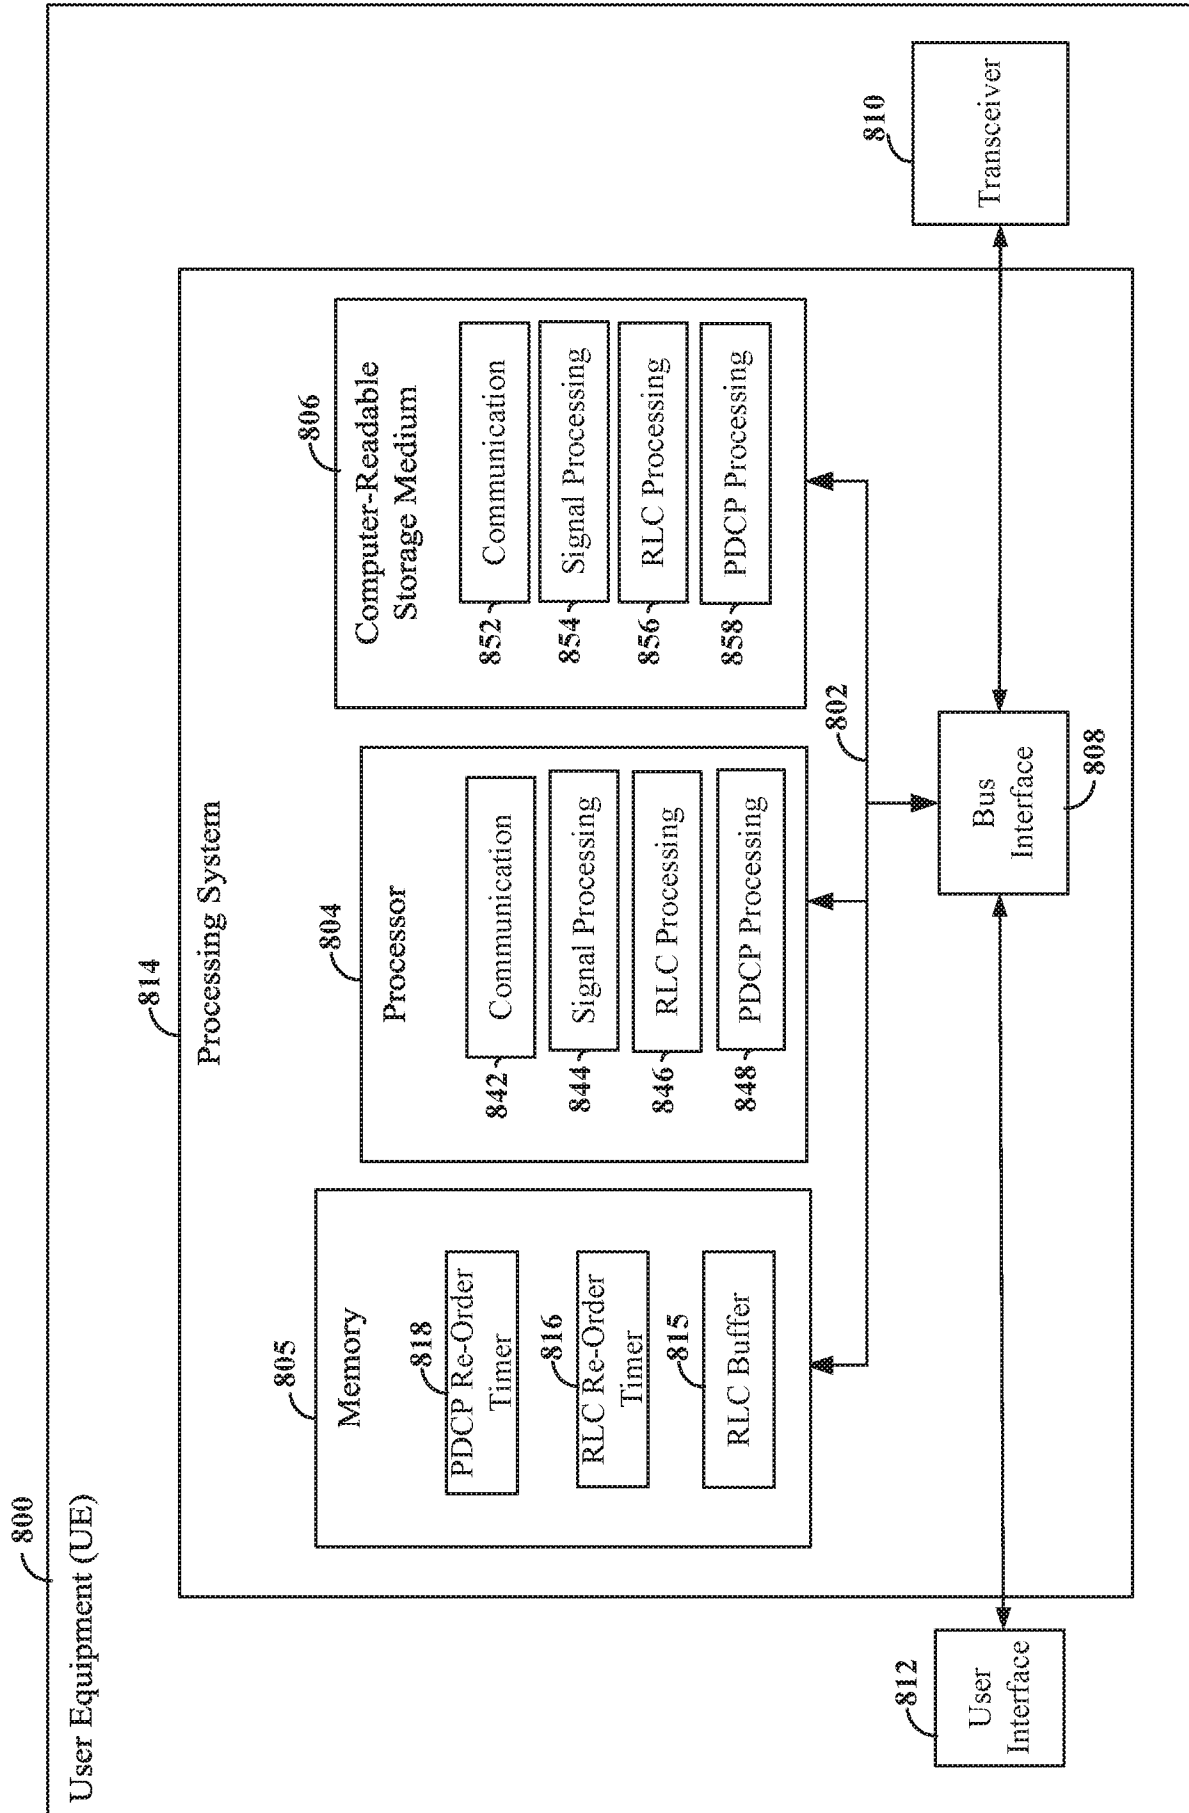 800
User Equipment (UE)
814
Processing System
805
Memory
818
PDCP Re-Order
Timer
816
RLC Re-Order
Timer
815
RLC Buffer
804
Processor
842
Communication
844
Signal Processing
846
RLC Processing
848
PDCP Processing
806
Computer-Readable
Storage Medium
852
Communication
854
Signal Processing
856
RLC Processing
858
PDCP Processing
802
812
User
Interface
Bus
Interface
808
810
Transceiver